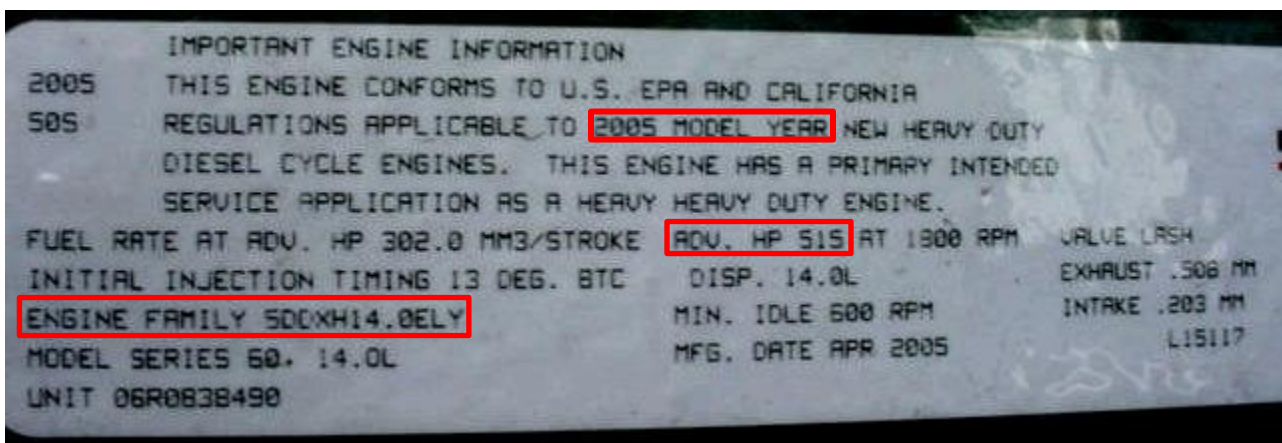 IMPORTANT ENGINE INFORMATION
2005 THIS ENGINE CONFORMS TO U.S. EPA AND CALIFORNIA
50S REGULATIONS APPLICABLE TO 2005 MODEL YEAR NEW HEAVY DUTY
DIESEL CYCLE ENGINES. THIS ENGINE HAS A PRIMARY INTENDED
SERVICE APPLICATION AS A HEAVY HEAVY DUTY ENGINE.
FUEL RATE AT ADV. HP 302.0 MM3/STROKE ADV. HP 515 AT 1800 RPM VALVE LASH
INITIAL INJECTION TIMING 13 DEG. BTC DISP. 14.0L EXHAUST .508 MM
ENGINE FAMILY 5DDXH14.0ELY MIN. IDLE 600 RPM INTAKE .203 MM
MODEL SERIES 60. 14.0L MFG. DATE APR 2005 L15117
UNIT 06R0838490